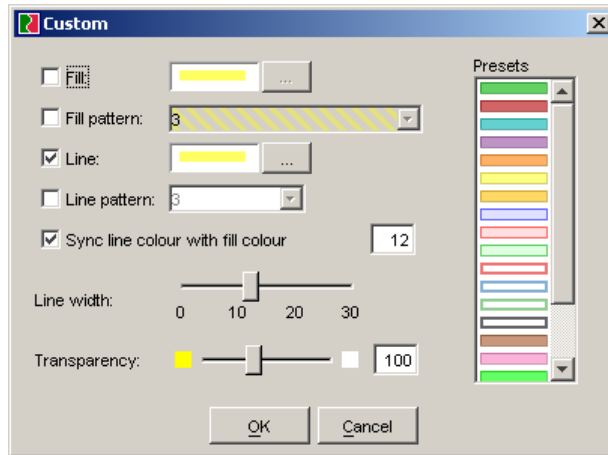 Custom
Fill:
...
Fill pattern:
3
Line:
...
Line pattern:
3
Sync line colour with fill colour
12
Line width:
0 10 20 30
Transparency:
100
OK
Cancel
Presets